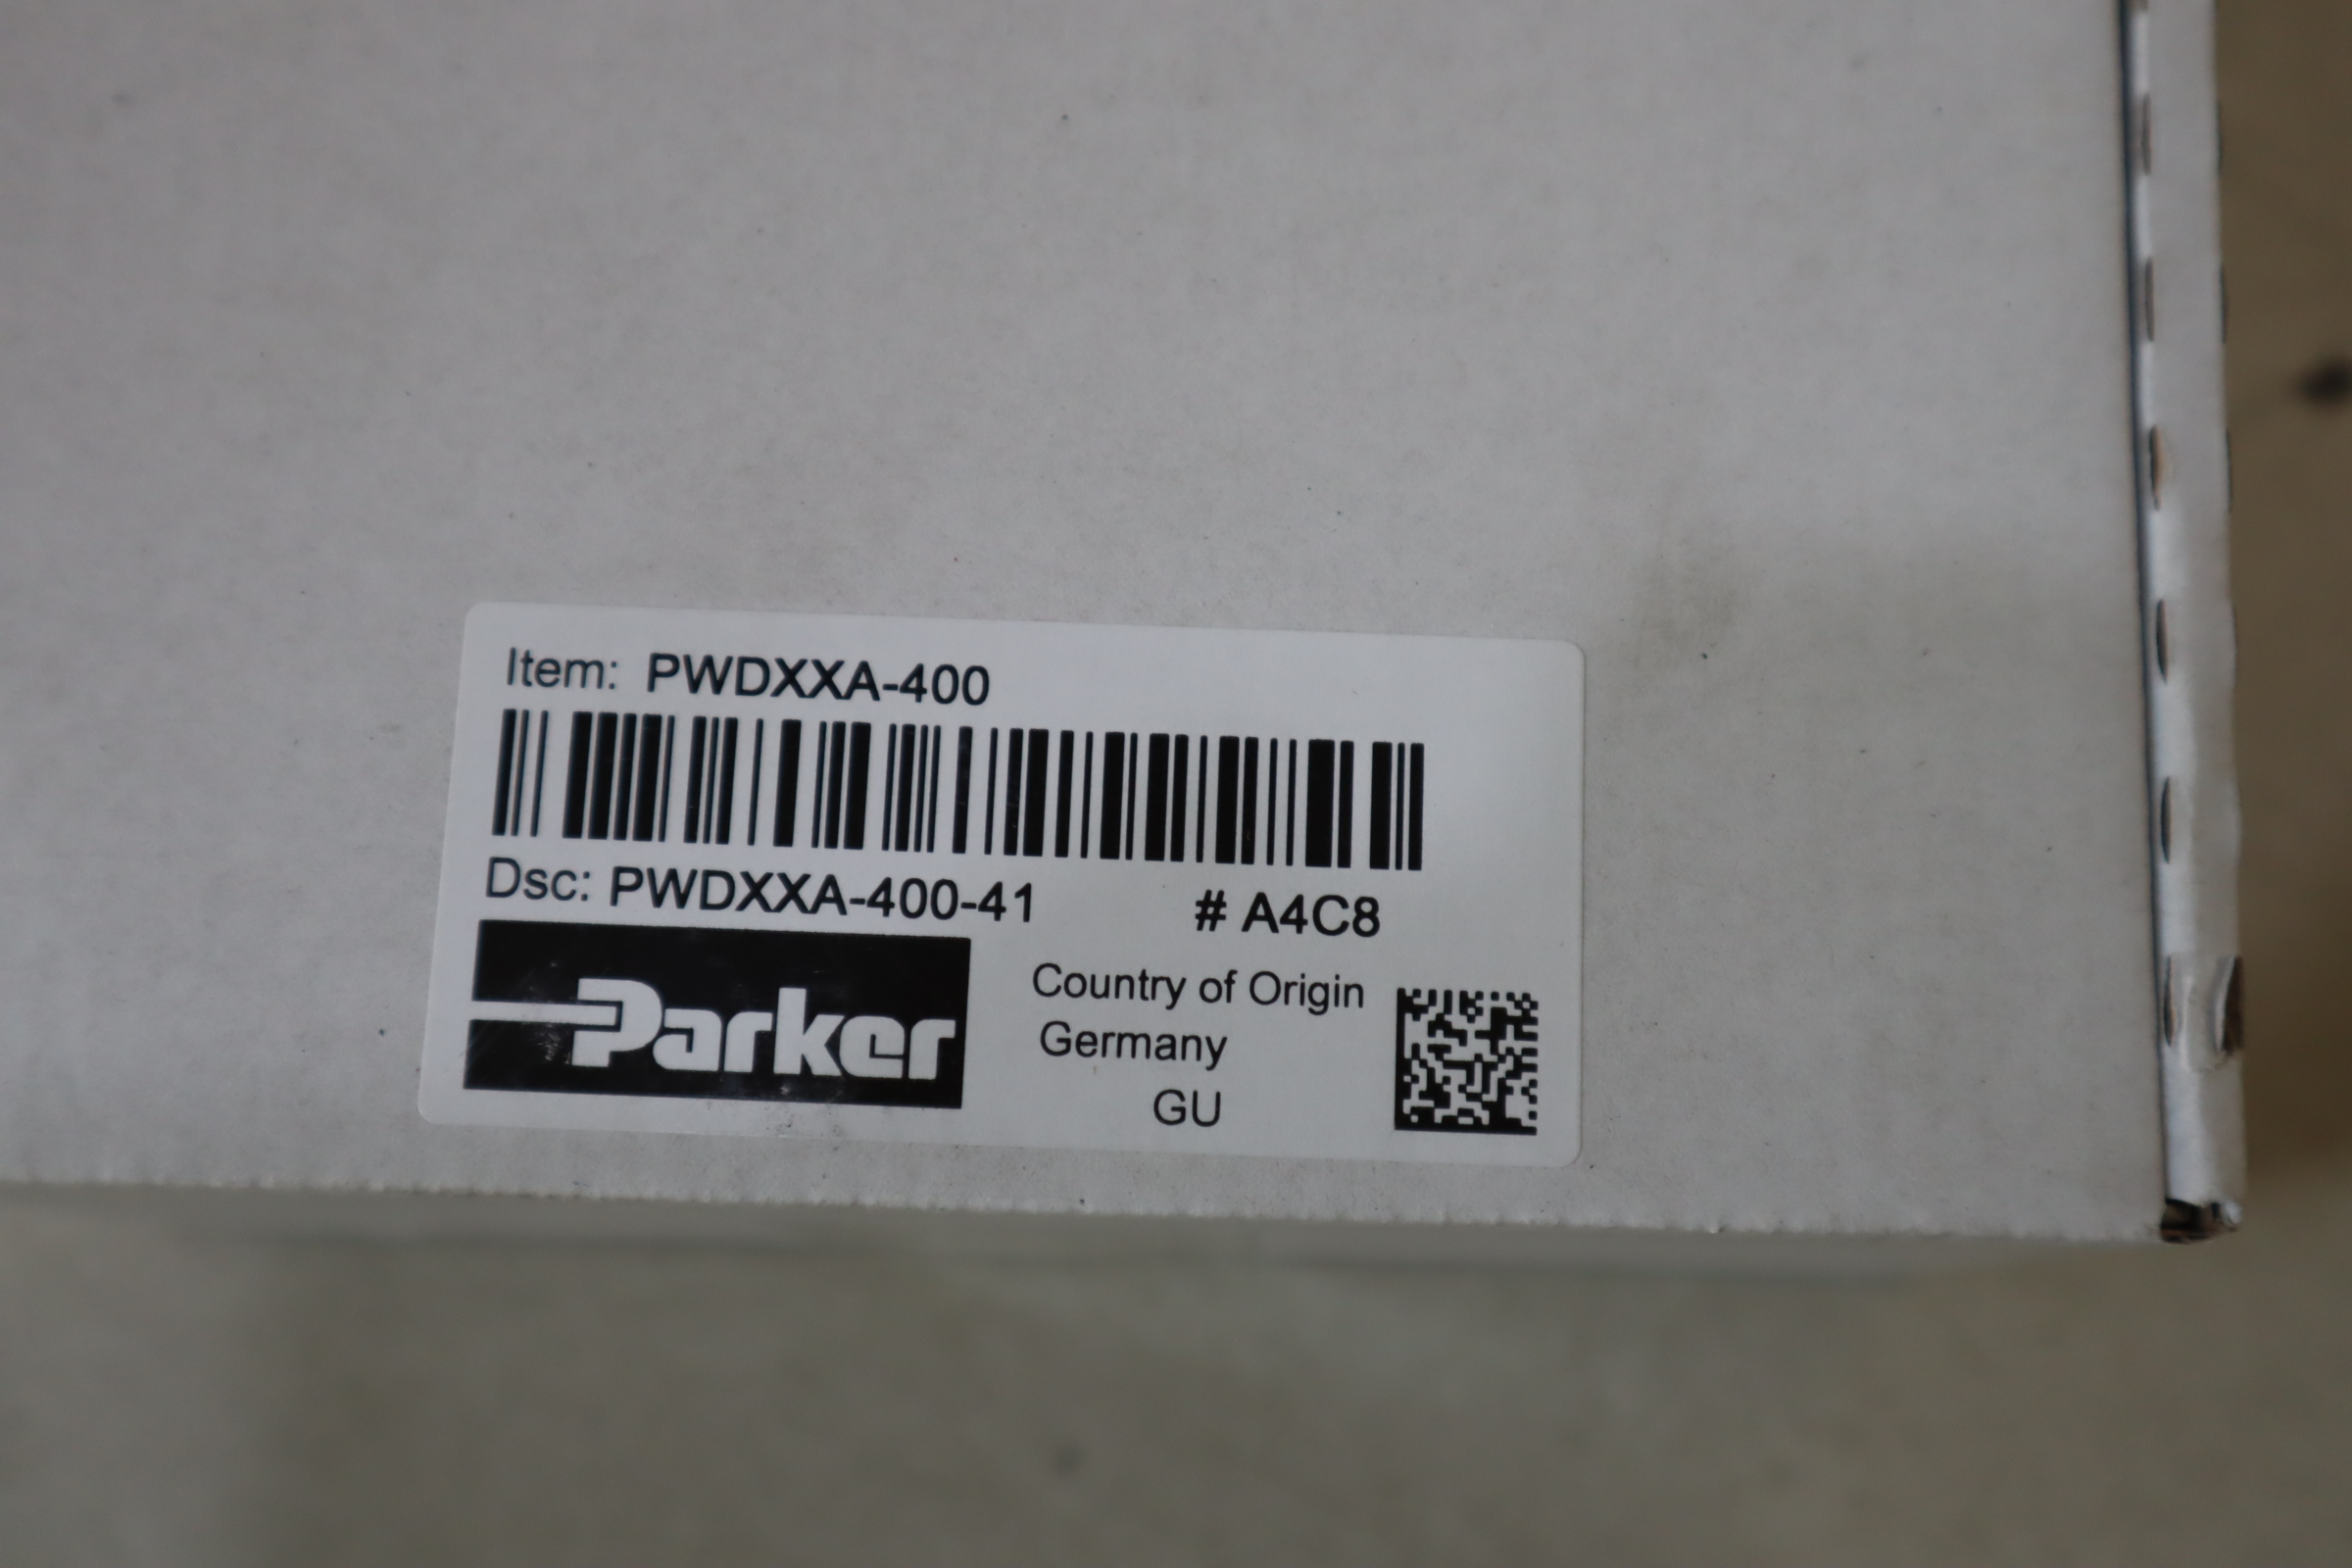 Item: PWDXXA-400
Dsc: PWDXXA-400-41 # A4C8
Parker
Country of Origin
Germany
GU